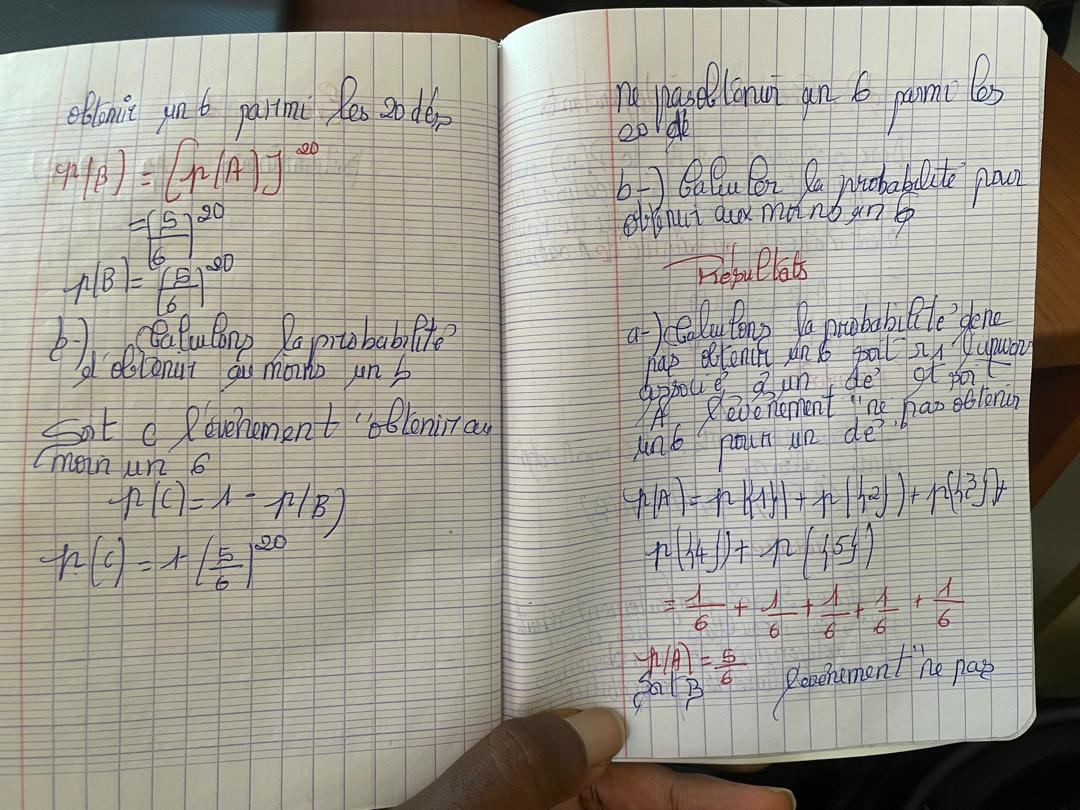 obtenir un 6 parmi les 20 dés
p(B) = [p(A)]^20
= (5/6)^20
p(B) = (5/6)^20
b-) Calculons la probabilité
d'obtenir au moins un 6
Soit C l'évènement "obtenir au
moin un 6
p(C) = 1 - p(B)
p(C) = 1 - (5/6)^20
ne pas obtenir un 6 parmi les
20 dé
b-) Calculer la probabilité pour
obtenir aux moins un 6
Résultats
a-) Calculons la probabilité de ne
pas obtenir un 6 soit Ω1 l'univers
associé à un dé et soit
A l'évènement "ne pas obtenir
un 6 pour un dé"
p(A) = p({1}) + p({2}) + p({3}) +
p({4}) + p({5})
= 1/6 + 1/6 + 1/6 + 1/6 + 1/6
p(A) = 5/6
Soit B l'évènement "ne pas